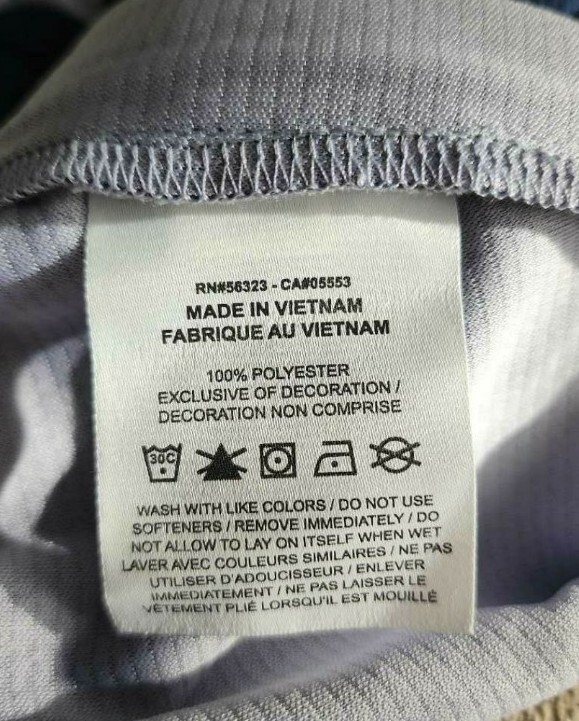 RN#56323 - CA#05553
MADE IN VIETNAM
FABRIQUE AU VIETNAM
100% POLYESTER
EXCLUSIVE OF DECORATION /
DECORATION NON COMPRISE
30C
WASH WITH LIKE COLORS / DO NOT USE
SOFTENERS / REMOVE IMMEDIATELY / DO
NOT ALLOW TO LAY ON ITSELF WHEN WET
LAVER AVEC COULEURS SIMILAIRES / NE PAS
UTILISER D'ADOUCISSEUR / ENLEVER
IMMEDIATEMENT / NE PAS LAISSER LE
VÊTEMENT PLIÉ LORSQU'IL EST MOUILLÉ